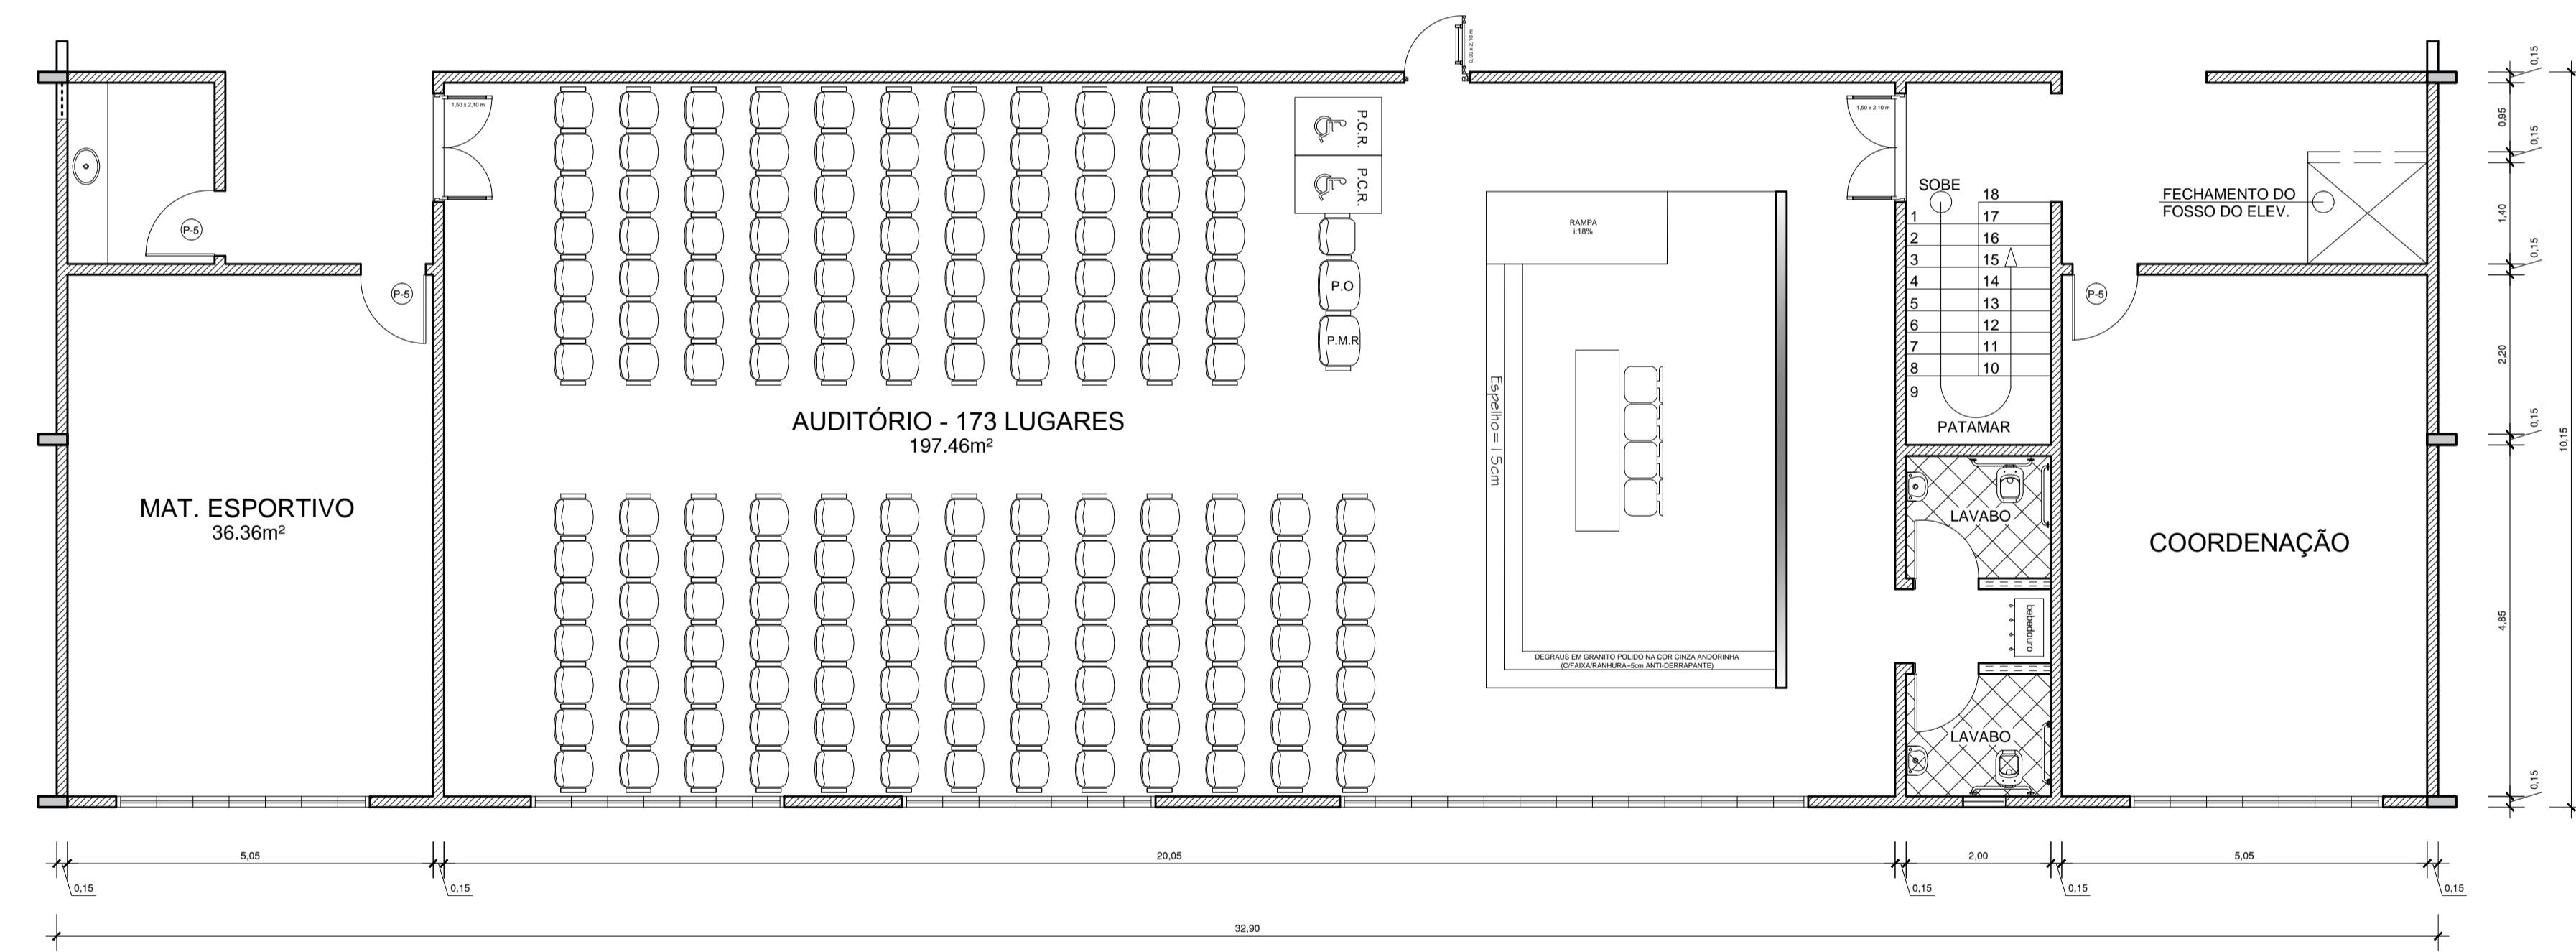 0,90 x 2,10 m
0,15
1,50 x 2,10 m
1,50 x 2,10 m
P.C.R.
P.C.R.
0,95
0,15
SOBE
18
FECHAMENTO DO
FOSSO DO ELEV.
1,40
P-5
RAMPA
i:18%
1
17
2
16
3
15
0,15
P-5
P.O
4
14
P-5
5
13
6
12
P.M.R
7
11
2,20
8
10
9
Espelho=15cm
AUDITÓRIO - 173 LUGARES
197.46m²
PATAMAR
0,15
10,15
MAT. ESPORTIVO
36.36m²
LAVABO
COORDENAÇÃO
bebedouro
4,85
DEGRAUS EM GRANITO POLIDO NA COR CINZA ANDORINHA
(C/FAIXA/RANHURA=5cm ANTI-DERRAPANTE)
LAVABO
0,15
5,05
20,05
2,00
5,05
0,15
0,15
0,15
0,15
0,15
32,90